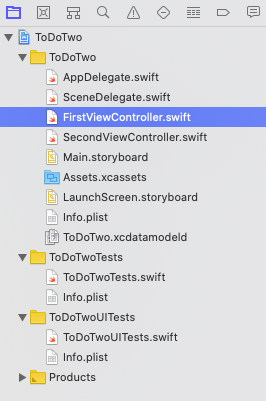 ToDoTwo
ToDoTwo
AppDelegate.swift
SceneDelegate.swift
FirstViewController.swift
SecondViewController.swift
Main.storyboard
Assets.xcassets
LaunchScreen.storyboard
Info.plist
ToDoTwo.xcdatamodeld
ToDoTwoTests
ToDoTwoTests.swift
Info.plist
ToDoTwoUITests
ToDoTwoUITests.swift
Info.plist
Products